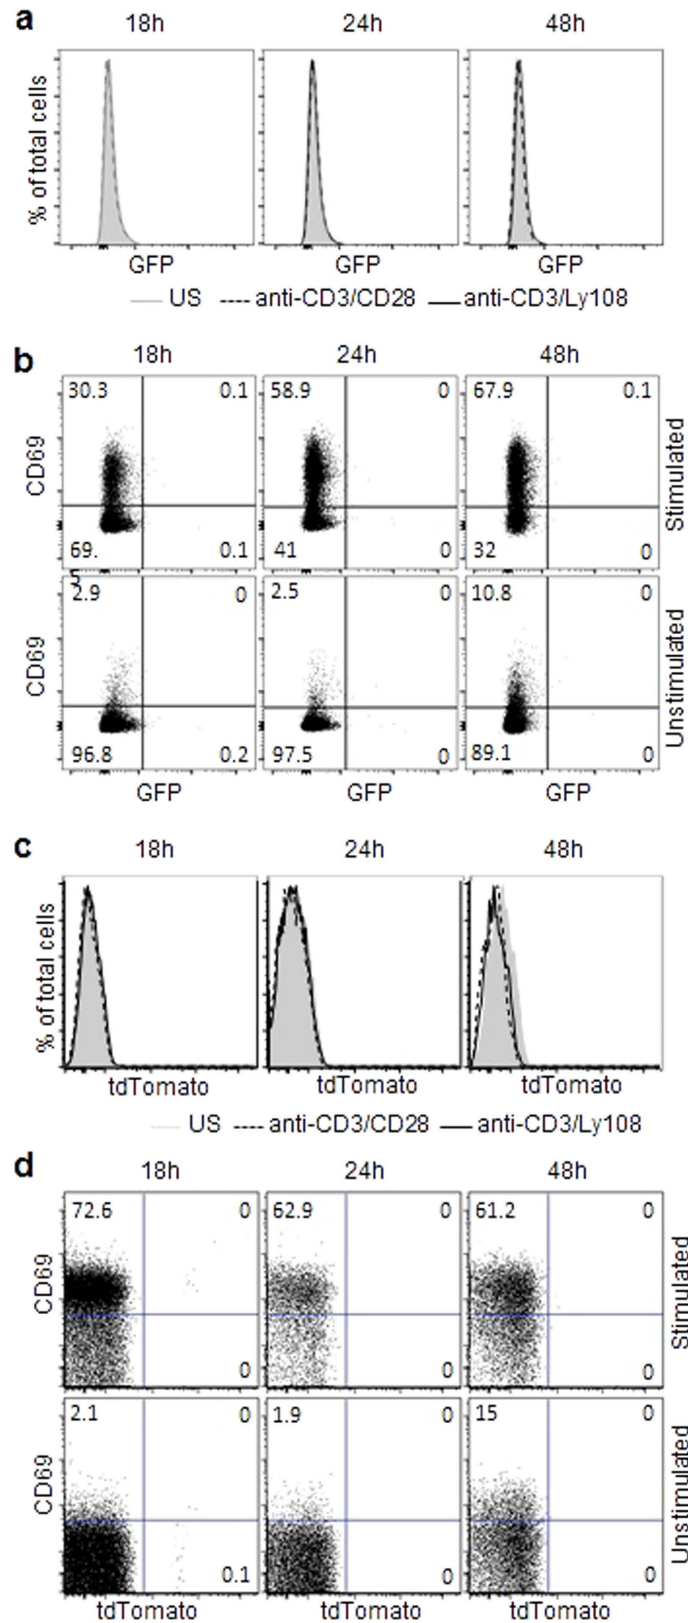 a
18h 24h 48h
% of total cells
GFP GFP GFP
US anti-CD3/CD28 anti-CD3/Ly108
b
18h 24h 48h
CD69
30.3 0.1 58.9 0 67.9 0.1
69. 0.1 41 0 32 0
5
Stimulated
CD69
2.9 0 2.5 0 10.8 0
96.8 0.2 97.5 0 89.1 0
Unstimulated
GFP GFP GFP
c
18h 24h 48h
% of total cells
tdTomato tdTomato tdTomato
US anti-CD3/CD28 anti-CD3/Ly108
d
18h 24h 48h
CD69
72.6 0 62.9 0 61.2 0
0 0 0
Stimulated
CD69
2.1 0 1.9 0 15 0
0.1 0 0
Unstimulated
tdTomato tdTomato tdTomato